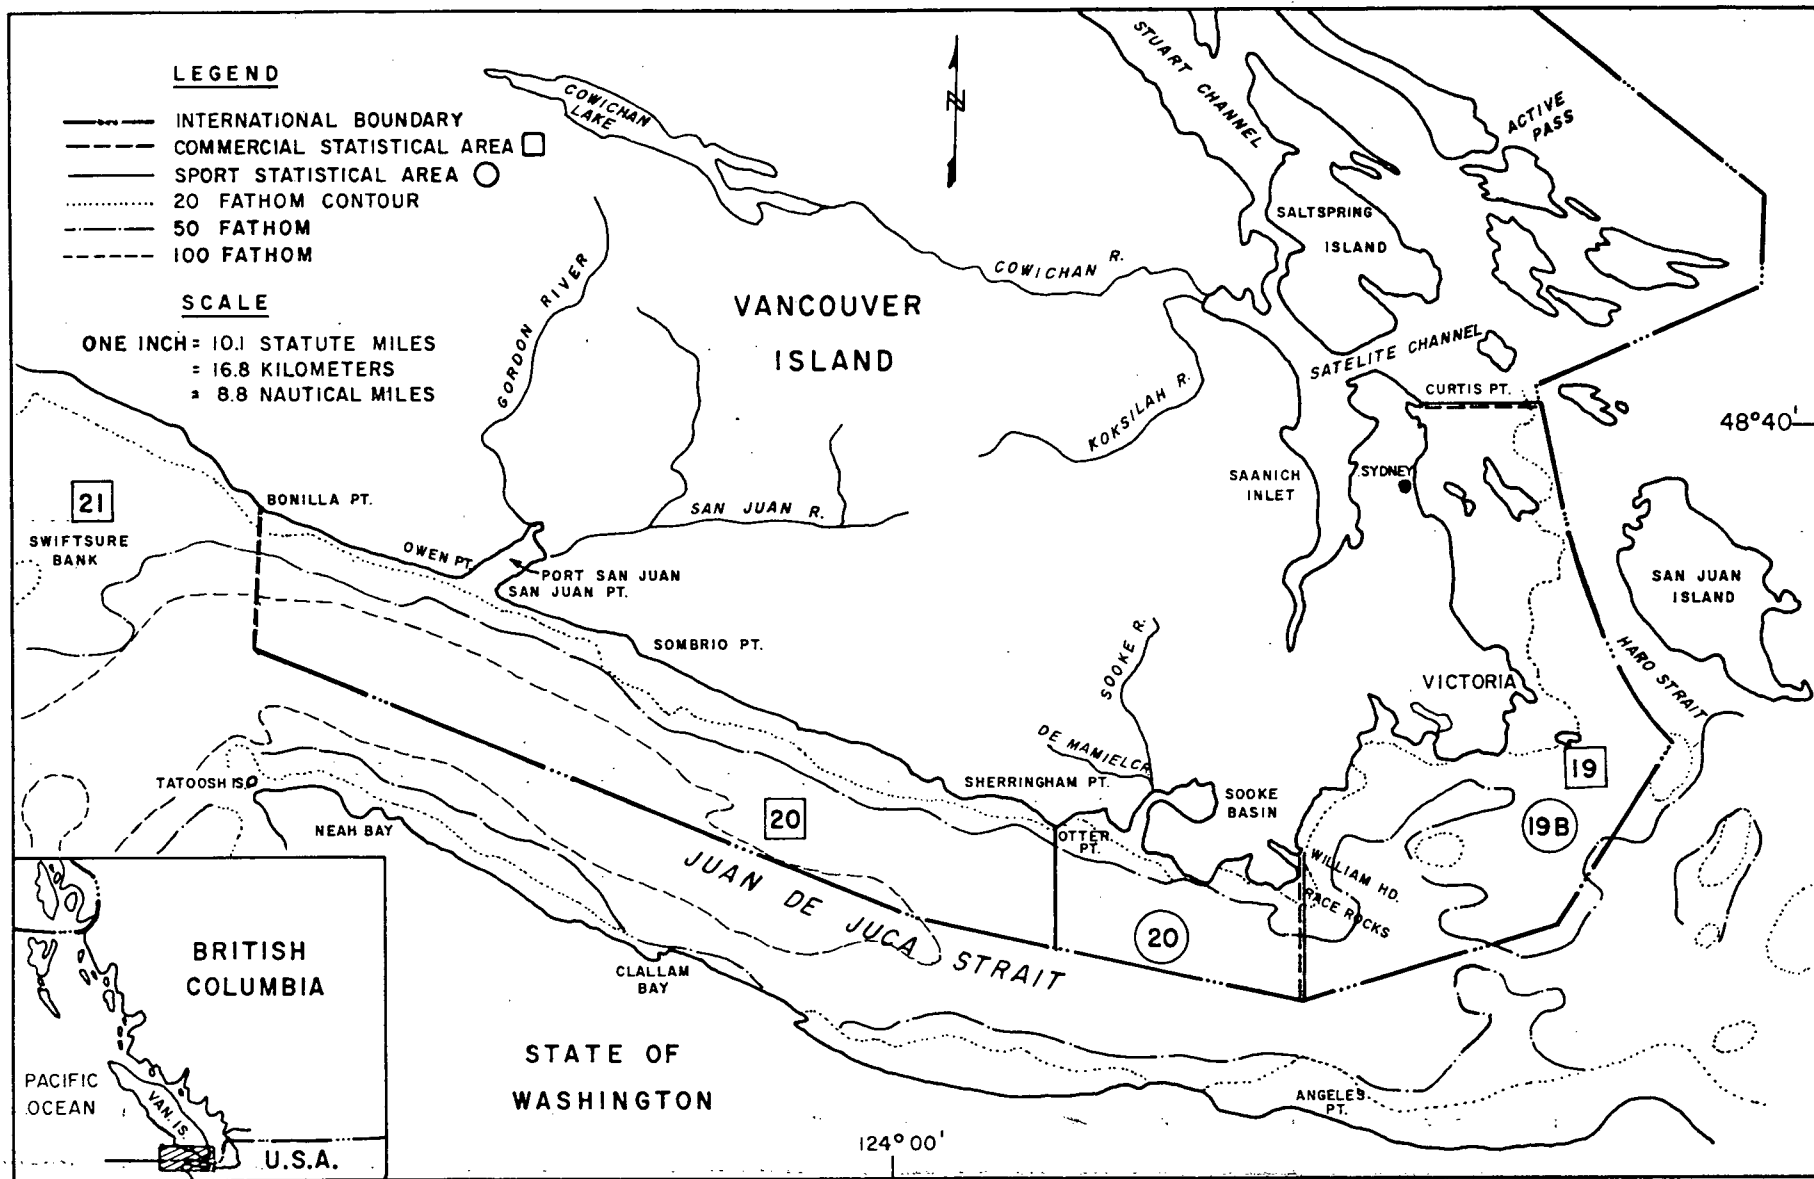 LEGEND
INTERNATIONAL BOUNDARY
COMMERCIAL STATISTICAL AREA
SPORT STATISTICAL AREA
20 FATHOM CONTOUR
50 FATHOM
100 FATHOM
SCALE
ONE INCH = 10.1 STATUTE MILES
= 16.8 KILOMETERS
= 8.8 NAUTICAL MILES
N
COWICHAN
LAKE
STUART CHANNEL
ACTIVE
PASS
SALTSPRING
ISLAND
COWICHAN R.
GORDON RIVER
VANCOUVER
ISLAND
SATELITE CHANNEL
CURTIS PT.
48°40'
KOKSILAH R.
SAANICH
INLET
SYDNEY
21
SWIFTSURE
BANK
BONILLA PT.
SAN JUAN R.
OWEN PT.
PORT SAN JUAN
SAN JUAN PT.
SAN JUAN
ISLAND
SOMBRIO PT.
SOOKE R.
HARO STRAIT
VICTORIA
DE MAMIELCR.
TATOOSH IS.
SHERRINGHAM PT.
SOOKE
BASIN
19
NEAH BAY
20
OTTER
PT.
19B
WILLIAM HD.
RACE ROCKS
JUAN DE JUCA STRAIT
20
CLALLAM
BAY
STATE OF
WASHINGTON
ANGELES
PT.
124°00'
BRITISH
COLUMBIA
PACIFIC
OCEAN
VAN. IS.
U.S.A.